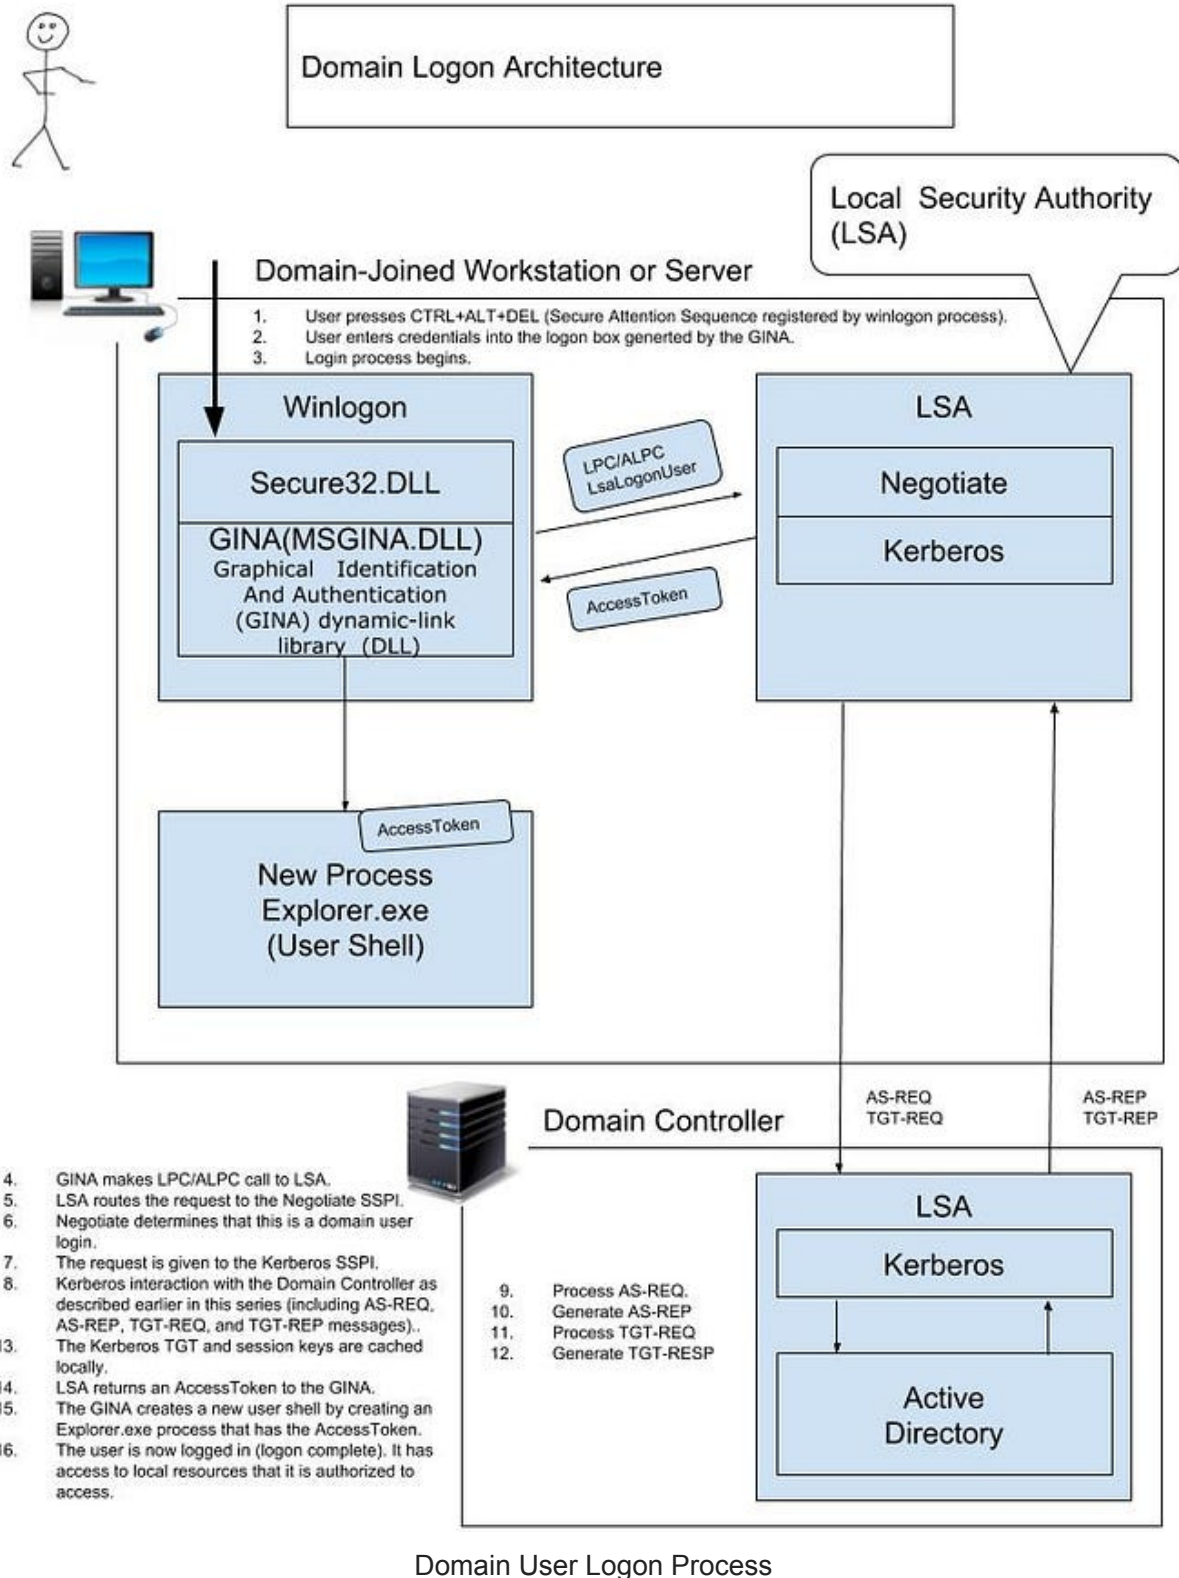 Domain Logon Architecture
Local Security Authority
(LSA)
Domain-Joined Workstation or Server
1. User presses CTRL+ALT+DEL (Secure Attention Sequence registered by winlogon process).
2. User enters credentials into the logon box generted by the GINA.
3. Login process begins.
Winlogon
Secure32.DLL
GINA(MSGINA.DLL)
Graphical Identification
And Authentication
(GINA) dynamic-link
library (DLL)
LPC/ALPC
LsaLogonUser
AccessToken
LSA
Negotiate
Kerberos
AccessToken
New Process
Explorer.exe
(User Shell)
AS-REQ
TGT-REQ
AS-REP
TGT-REP
Domain Controller
4. GINA makes LPC/ALPC call to LSA.
5. LSA routes the request to the Negotiate SSPI.
6. Negotiate determines that this is a domain user
login.
7. The request is given to the Kerberos SSPI.
8. Kerberos interaction with the Domain Controller as
described earlier in this series (including AS-REQ,
AS-REP, TGT-REQ, and TGT-REP messages)..
13. The Kerberos TGT and session keys are cached
locally.
14. LSA returns an AccessToken to the GINA.
15. The GINA creates a new user shell by creating an
Explorer.exe process that has the AccessToken.
16. The user is now logged in (logon complete). It has
access to local resources that it is authorized to
access.
9. Process AS-REQ.
10. Generate AS-REP
11. Process TGT-REQ
12. Generate TGT-RESP
LSA
Kerberos
Active
Directory
Domain User Logon Process